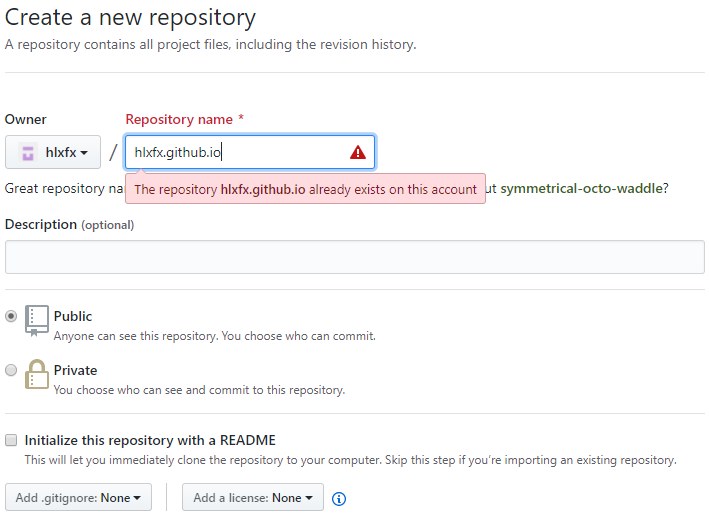 Create a new repository
A repository contains all project files, including the revision history.
Owner Repository name *
hlxfx / hlxfx.github.io
Great repository na
The repository hlxfx.github.io already exists on this account
ut symmetrical-octo-waddle?
Description (optional)
Public
Anyone can see this repository. You choose who can commit.
Private
You choose who can see and commit to this repository.
Initialize this repository with a README
This will let you immediately clone the repository to your computer. Skip this step if you're importing an existing repository.
Add .gitignore: None Add a license: None